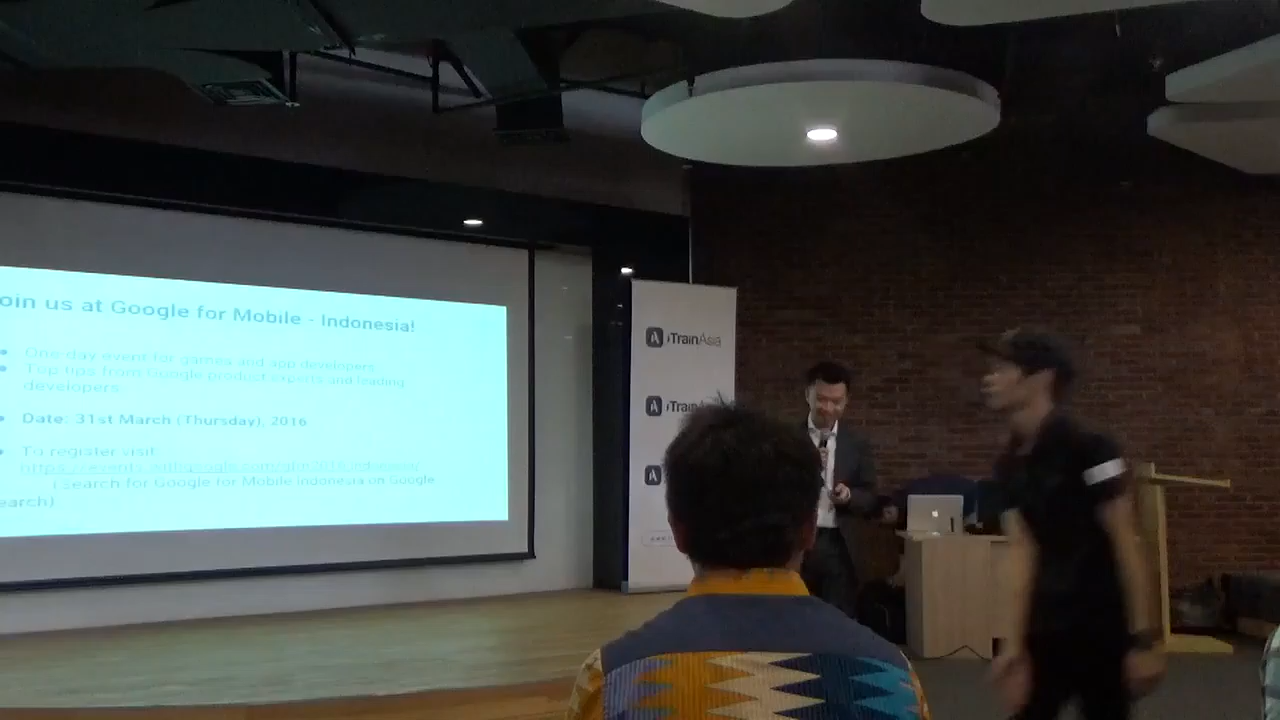 oin us at Google for Mobile - Indonesia!
One-day event for games and app developers
Top tips from Google product experts and leading
developers.
Date: 31st March (Thursday), 2016
To register visit:
search for Google for Mobile Indonesia on Google
earch)
iTrainAsia
iTrain